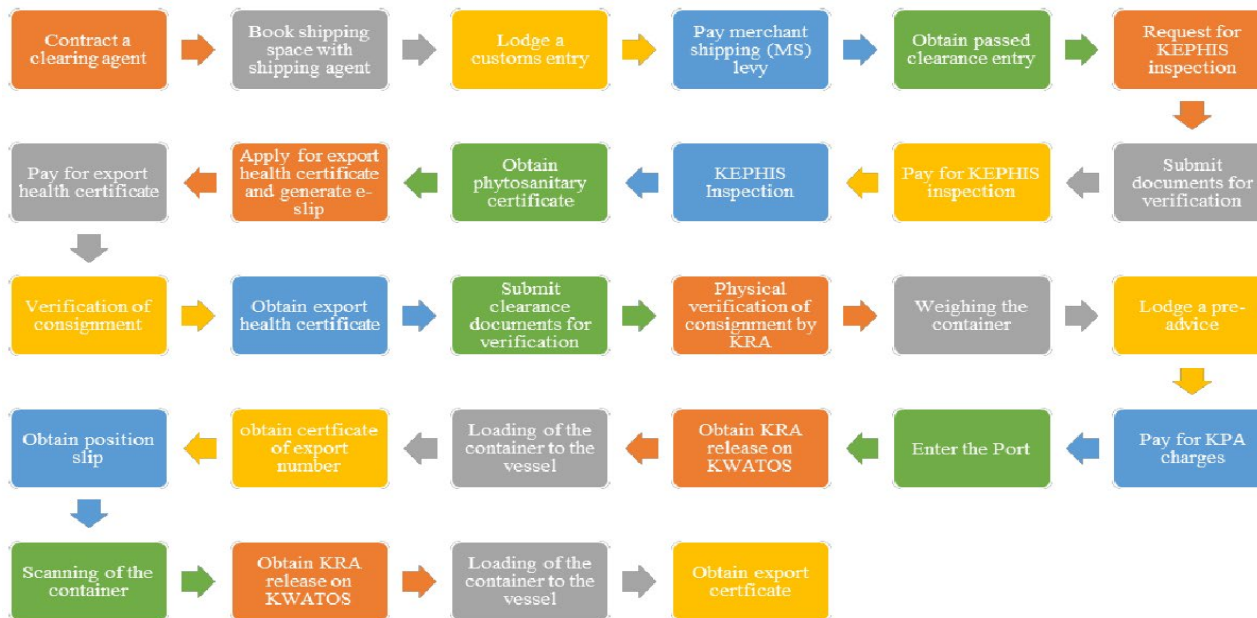 Contract a
clearing agent
Book shipping
space with
shipping agent
Lodge a
customs entry
Pay merchant
shipping (MS)
levy
Obtain passed
clearance entry
Request for
KEPHIS
inspection
Submit
documents for
verification
Pay for KEPHIS
inspection
KEPHIS
Inspection
Obtain
phytosanitary
certificate
Apply for export
health certificate
and generate e-
slip
Pay for export
health certificate
Verification of
consignment
Obtain export
health certificate
Submit
clearance
documents for
verification
Physical
verification of
consignment by
KRA
Weighing the
container
Lodge a pre-
advice
Pay for KPA
charges
Enter the Port
Obtain KRA
release on
KWATOS
Loading of the
container to the
vessel
obtain certficate
of export
number
Obtain position
slip
Scanning of the
container
Obtain KRA
release on
KWATOS
Loading of the
container to the
vessel
Obtain export
certficate